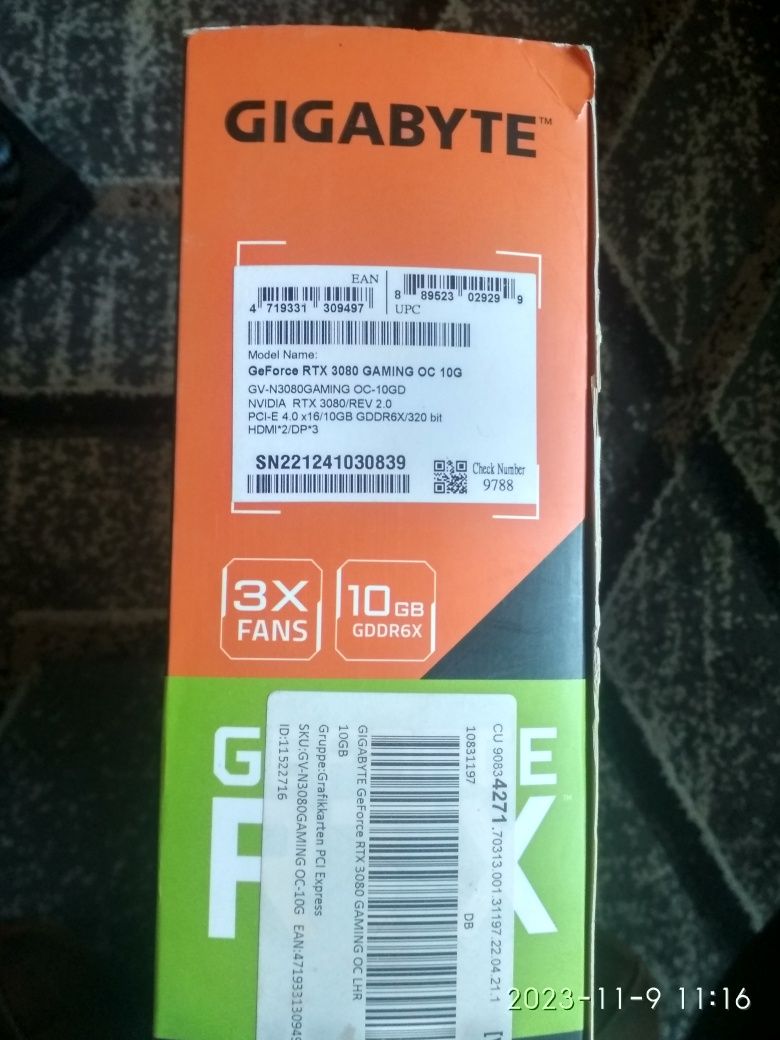 GIGABYTE™
EAN
4 719331 309497
8 89523 02929 9
UPC
Model Name:
GeForce RTX 3080 GAMING OC 10G
GV-N3080GAMING OC-10GD
NVIDIA RTX 3080/REV 2.0
PCI-E 4.0 x16/10GB GDDR6X/320 bit
HDMI*2/DP*3
SN221241030839
Check Number
9788
3X
FANS
10GB
GDDR6X
CU 90834271.70313.001.31197.22.04.21.1
10831197 DB
GIGABYTE GeForce RTX 3080 GAMING OC LHR
10GB
Gruppe:Grafikkarten PCI Express
SKU:GV-N3080GAMING OC-10G EAN:471933130949
ID:11522716
2023-11-9 11:16